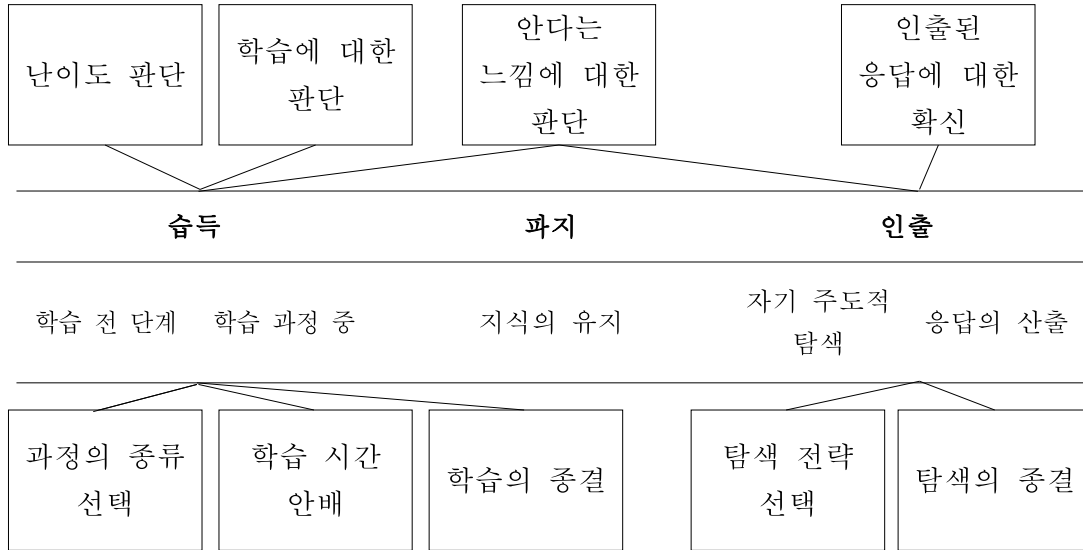 난이도 판단
학습에 대한
판단
안다는
느낌에 대한
판단
인출된
응답에 대한
확신
습득
파지
인출
학습 전 단계
학습 과정 중
지식의 유지
자기 주도적
탐색
응답의 산출
과정의 종류
선택
학습 시간
안배
학습의 종결
탐색 전략
선택
탐색의 종결